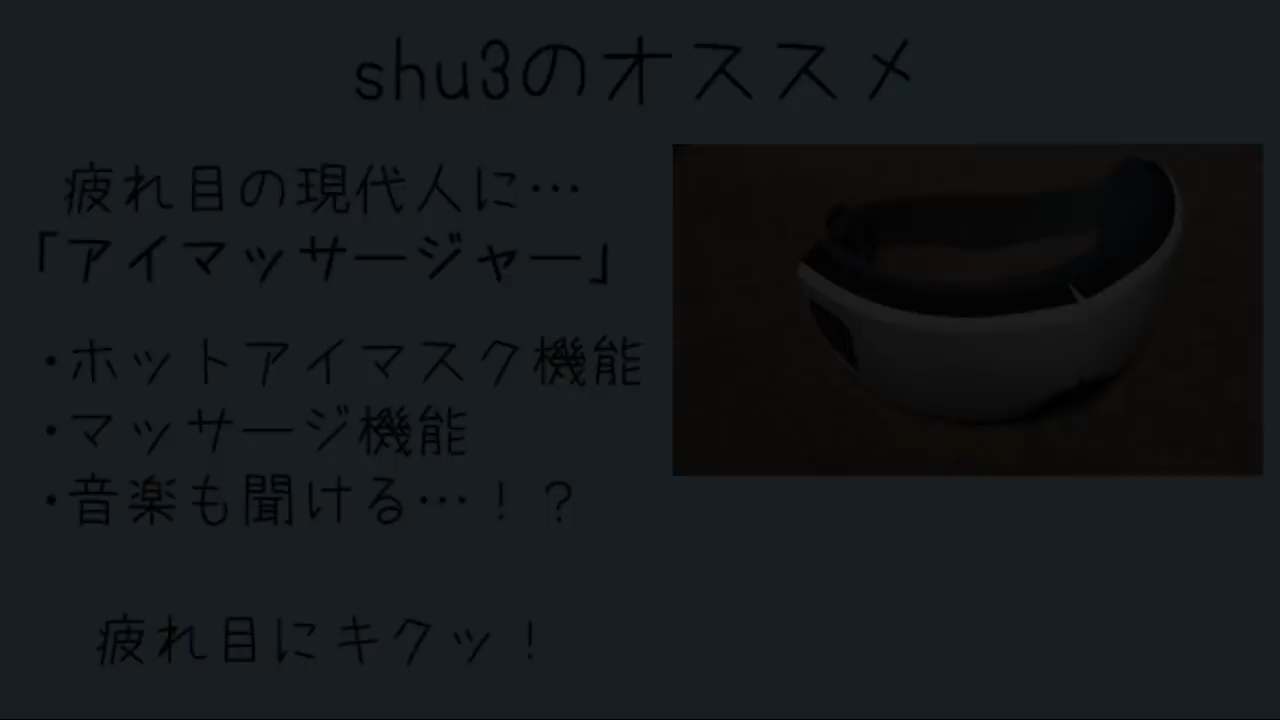 shu3のオススメ
疲れ目の現代人に…
「アイマッサージャー」
・ホットアイマスク機能
・マッサージ機能
・音楽も聞ける…！？
疲れ目にキクッ！